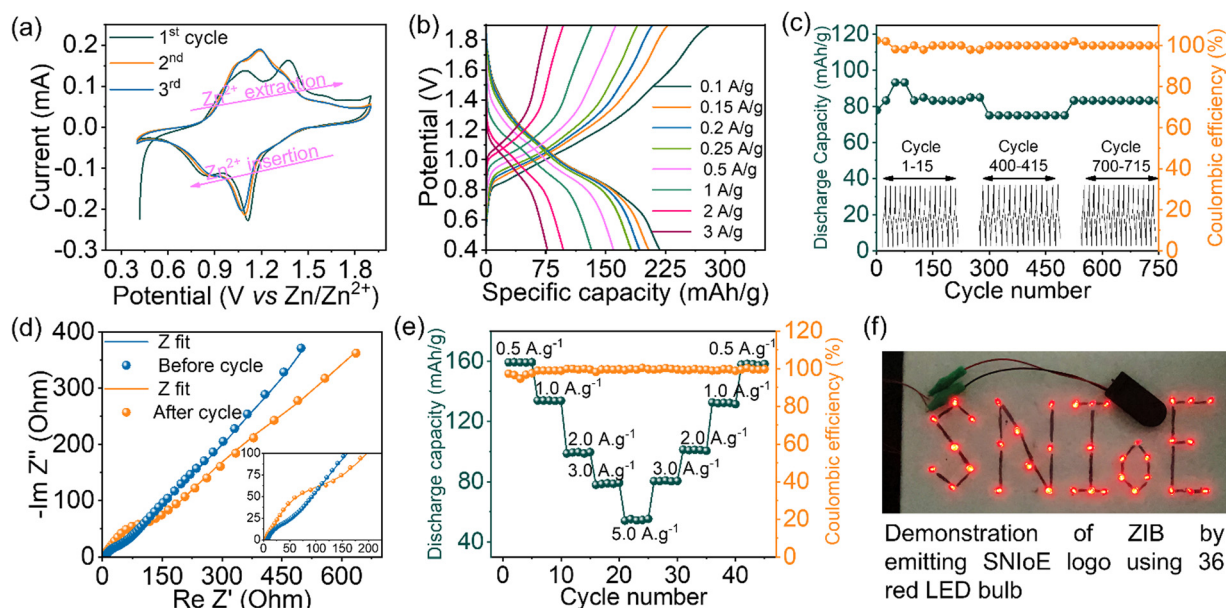 (a)
1st cycle
2nd
3rd
Zn2+ extraction
Zn2+ insertion
Current (mA)
0.2
0.1
0.0
-0.1
-0.2
-0.3
0.4 0.8 1.2 1.6
Potential (V vs Zn/Zn2+)
(b)
Potential (V)
1.8
1.6
1.4
1.2
1.0
0.8
0.6
0.4
0.1 A/g
0.15 A/g
0.2 A/g
0.25 A/g
0.5 A/g
1 A/g
2 A/g
3 A/g
0 75 150 225 300
Specific capacity (mAh/g)
(c)
Discharge Capacity (mAh/g)
120
100
80
60
40
20
0
Cycle 1-15
Cycle 400-415
Cycle 700-715
Coulombic efficiency (%)
100
80
60
40
20
0
0 150 300 450 600 750
Cycle number
(d)
-Im Z'' (Ohm)
400
300
200
100
0
Z fit
Before cycle
Z fit
After cycle
100
75
50
25
0
0 50 100 150 200
0 150 300 450 600
Re Z' (Ohm)
(e)
Discharge capacity (mAh/g)
160
120
80
40
0.5 A.g-1
1.0 A.g-1
2.0 A.g-1
3.0 A.g-1
5.0 A.g-1
3.0 A.g-1
2.0 A.g-1
1.0 A.g-1
0.5 A.g-1
Coulombic efficiency (%)
120
100
80
60
40
20
0
0 10 20 30 40
Cycle number
(f)
SNIoE
Demonstration of ZIB by
emitting SNIoE logo using 36
red LED bulb